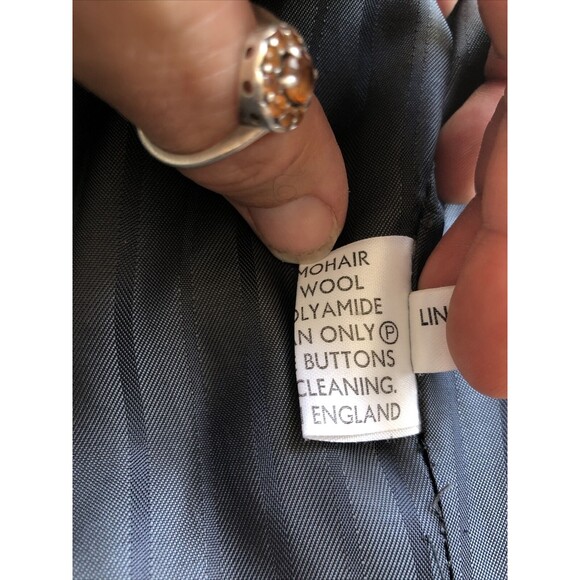 MOHAIR
WOOL
OLYAMIDE
N ONLY Ⓟ
BUTTONS
CLEANING.
ENGLAND
LIN